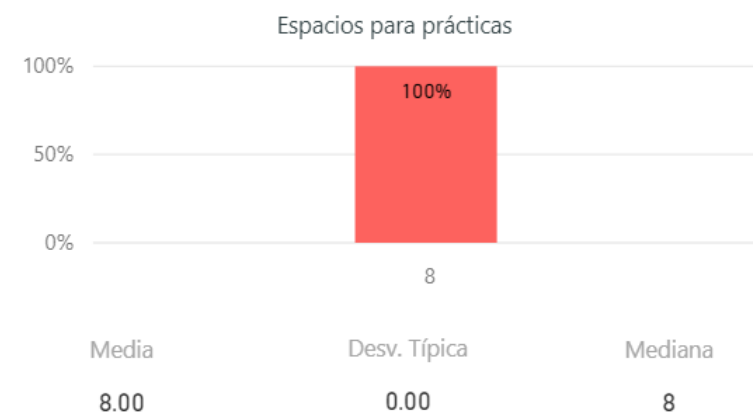 Espacios para prácticas
100%
100%
50%
0%
8
Media Desv. Típica Mediana
8.00 0.00 8